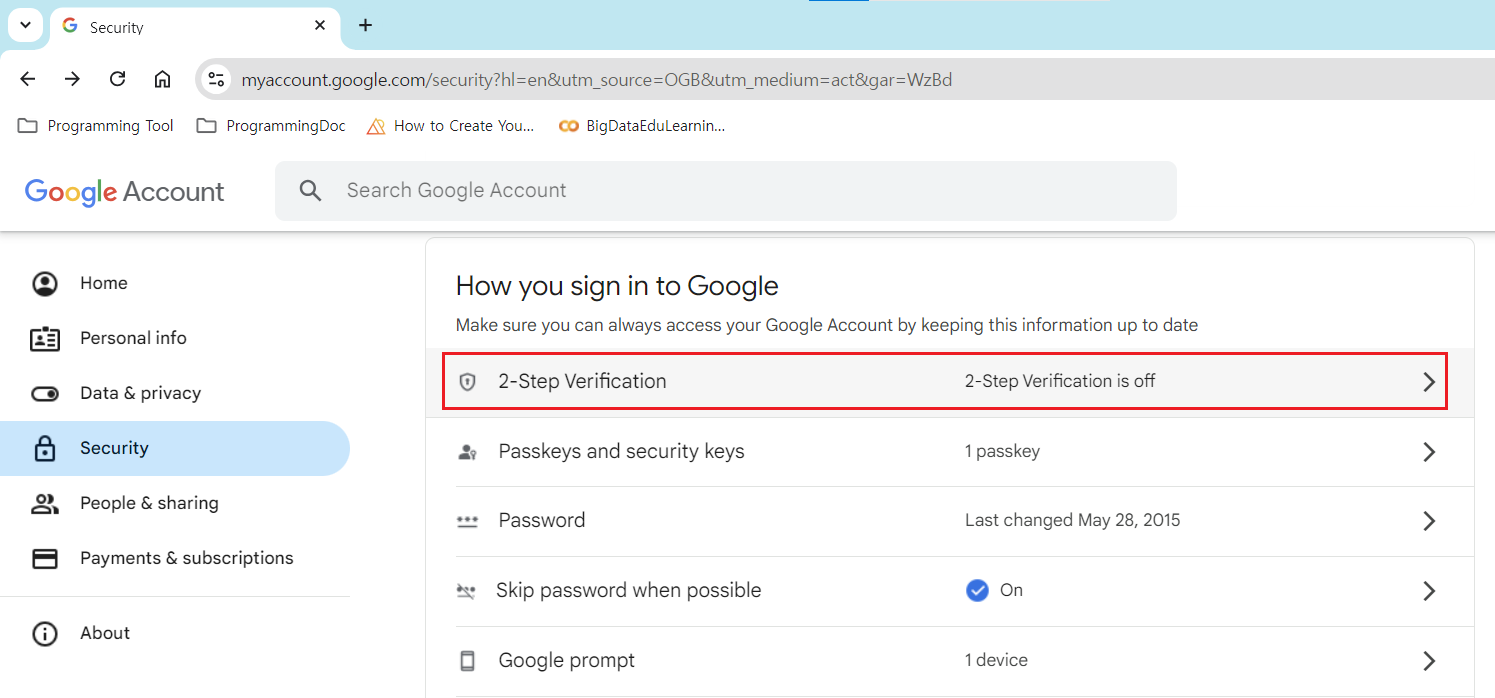 Security
myaccount.google.com/security?hl=en&utm_source=OGB&utm_medium=act&gar=WzBd
Programming Tool
ProgrammingDoc
How to Create You...
BigDataEduLearnin...
Google Account
Search Google Account
Home
Personal info
Data & privacy
Security
People & sharing
Payments & subscriptions
About
How you sign in to Google
Make sure you can always access your Google Account by keeping this information up to date
2-Step Verification
2-Step Verification is off
Passkeys and security keys
1 passkey
Password
Last changed May 28, 2015
Skip password when possible
On
Google prompt
1 device